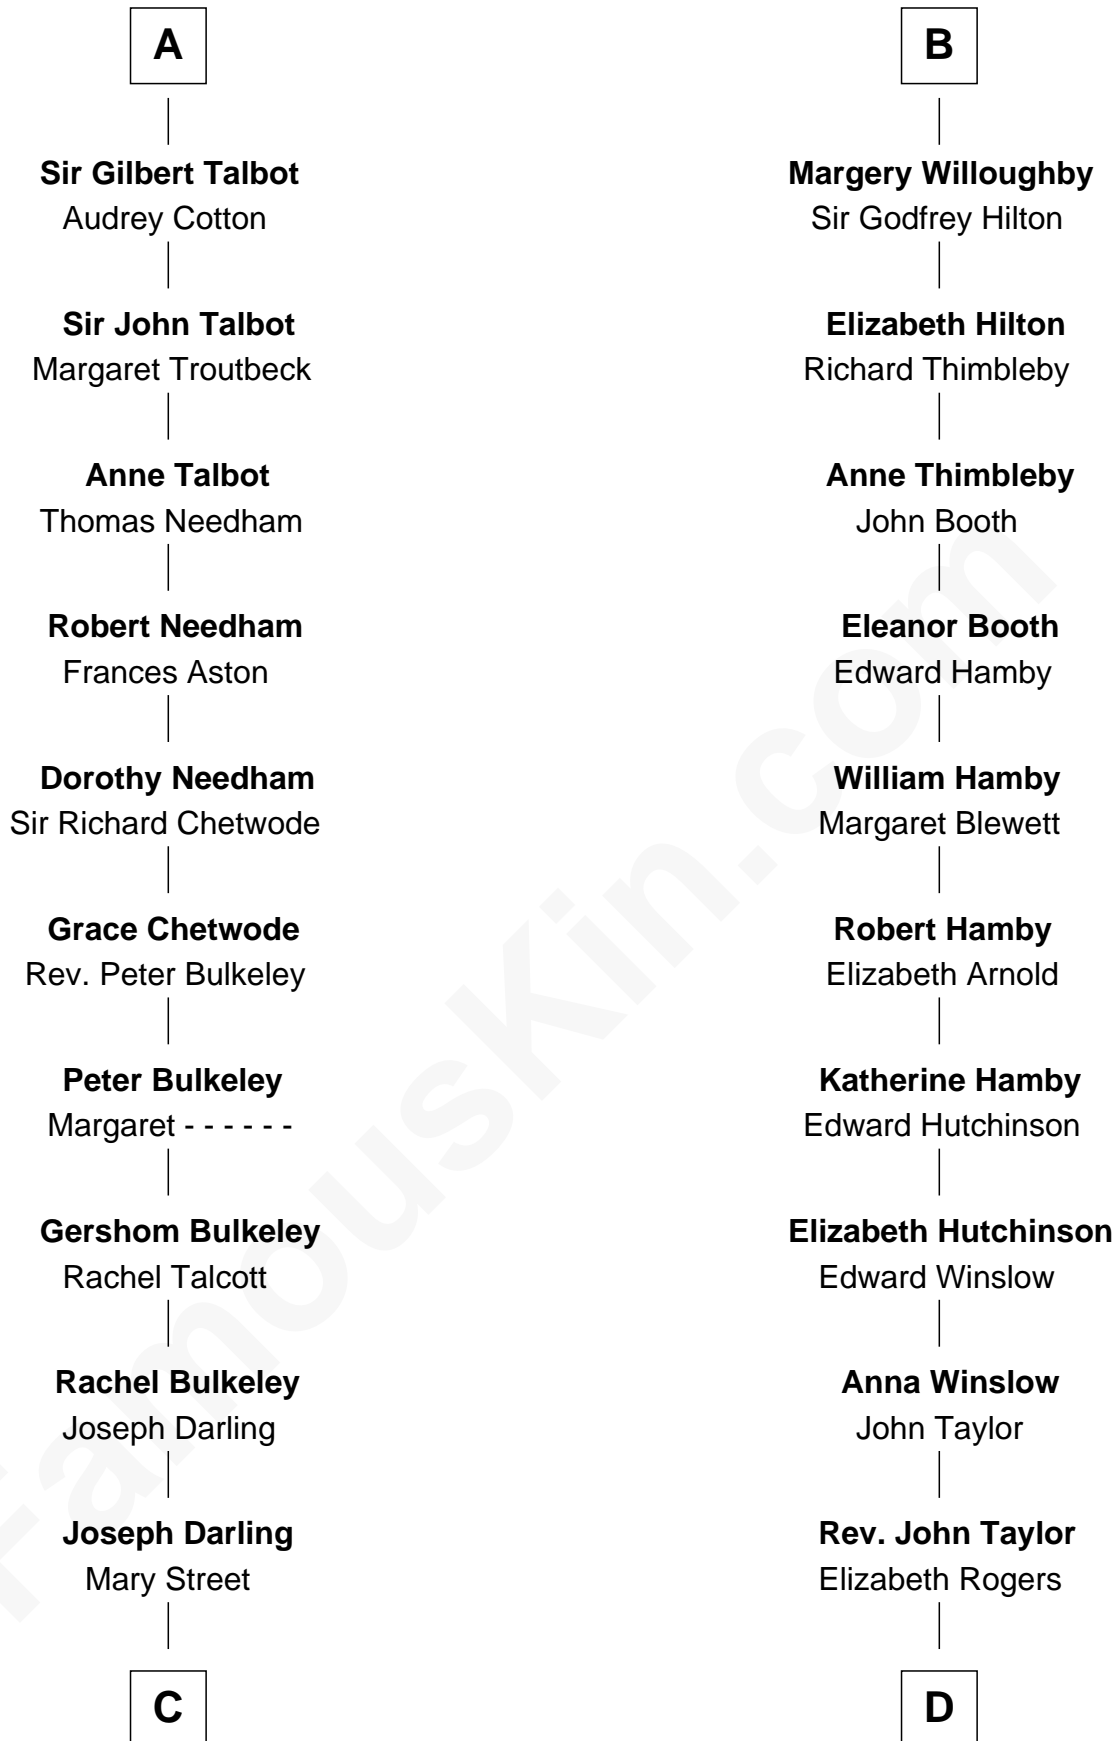 A
Sir Gilbert Talbot
Audrey Cotton
Sir John Talbot
Margaret Troutbeck
Anne Talbot
Thomas Needham
Robert Needham
Frances Aston
Dorothy Needham
Sir Richard Chetwode
Grace Chetwode
Rev. Peter Bulkeley
Peter Bulkeley
Margaret - - - - - -
Gershom Bulkeley
Rachel Talcott
Rachel Bulkeley
Joseph Darling
Joseph Darling
Mary Street
C
B
Margery Willoughby
Sir Godfrey Hilton
Elizabeth Hilton
Richard Thimbleby
Anne Thimbleby
John Booth
Eleanor Booth
Edward Hamby
William Hamby
Margaret Blewett
Robert Hamby
Elizabeth Arnold
Katherine Hamby
Edward Hutchinson
Elizabeth Hutchinson
Edward Winslow
Anna Winslow
John Taylor
Rev. John Taylor
Elizabeth Rogers
D
FamousKin.com